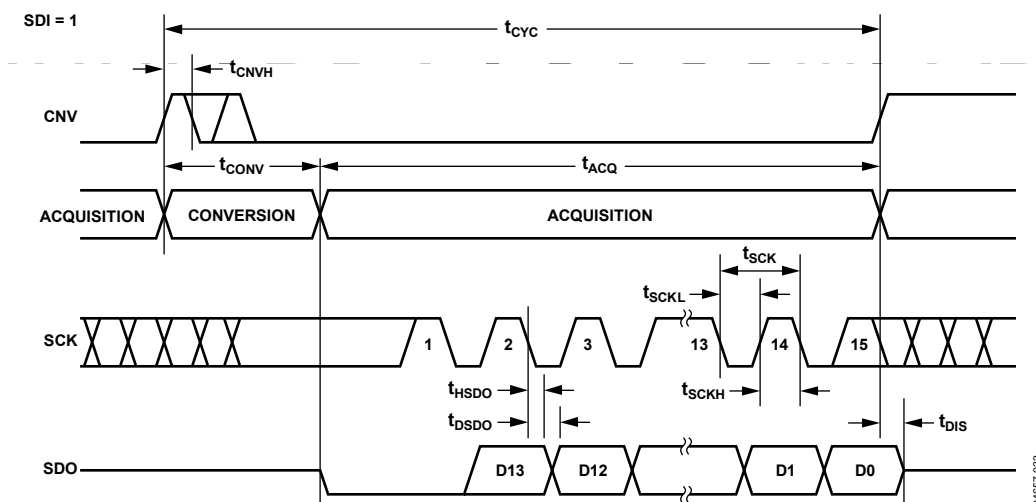 SDI = 1
tCYC
tCNVH
CNV
tCONV
tACQ
ACQUISITION
CONVERSION
ACQUISITION
tSCK
tSCKL
SCK
1
2
3
13
14
15
tHSDO
tSCKH
tDSDO
tDIS
SDO
D13
D12
D1
D0